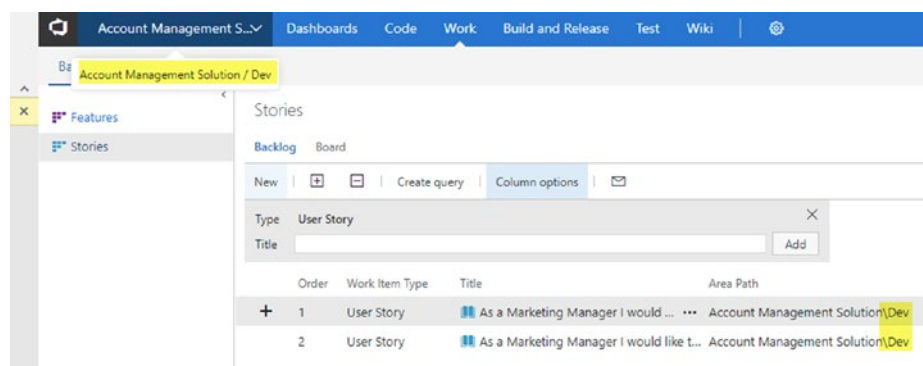 Account Management S... Dashboards Code Work Build and Release Test Wiki
Ba
Account Management Solution / Dev
Features
Stories
Stories
Backlog Board
New Create query Column options
Type User Story
Title Add
Order Work Item Type Title Area Path
1 User Story As a Marketing Manager I would ... ••• Account Management Solution\Dev
2 User Story As a Marketing Manager I would like t... Account Management Solution\Dev